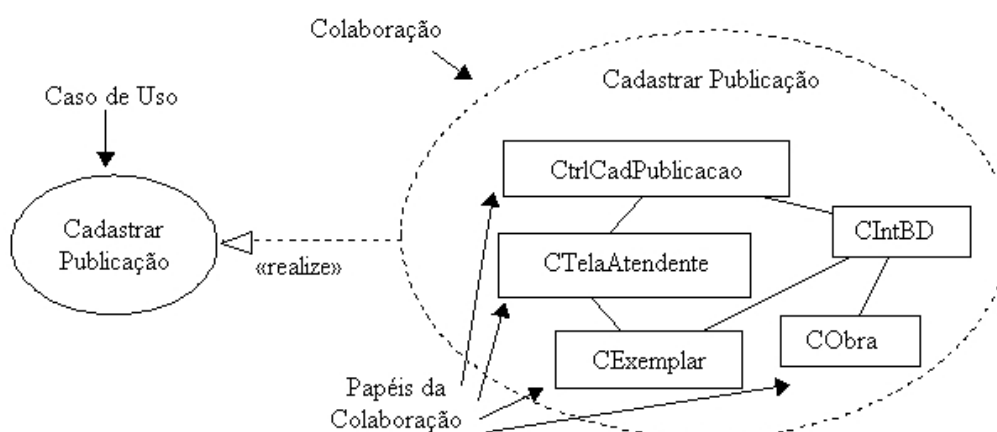 Colaboração
Cadastrar Publicação
Caso de Uso
CtrlCadPublicacao
Cadastrar
Publicação
CIntBD
CTelaAtendente
«realize»
CObra
CExemplar
Papéis da
Colaboração